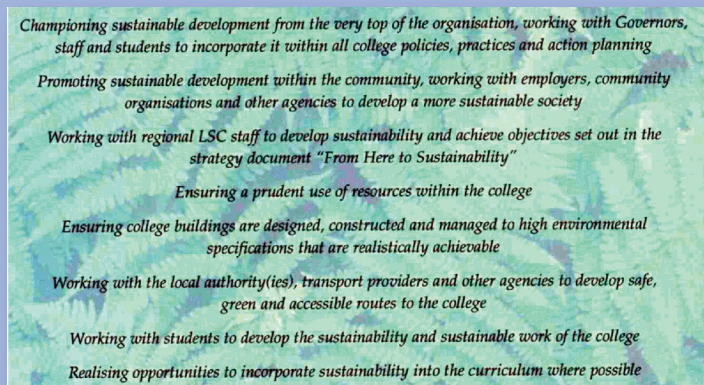 Championing sustainable development from the very top of the organisation, working with Governors,
staff and students to incorporate it within all college policies, practices and action planning
Promoting sustainable development within the community, working with employers, community
organisations and other agencies to develop a more sustainable society
Working with regional LSC staff to develop sustainability and achieve objectives set out in the
strategy document "From Here to Sustainability"
Ensuring a prudent use of resources within the college
Ensuring college buildings are designed, constructed and managed to high environmental
specifications that are realistically achievable
Working with the local authority(ies), transport providers and other agencies to develop safe,
green and accessible routes to the college
Working with students to develop the sustainability and sustainable work of the college
Realising opportunities to incorporate sustainability into the curriculum where possible